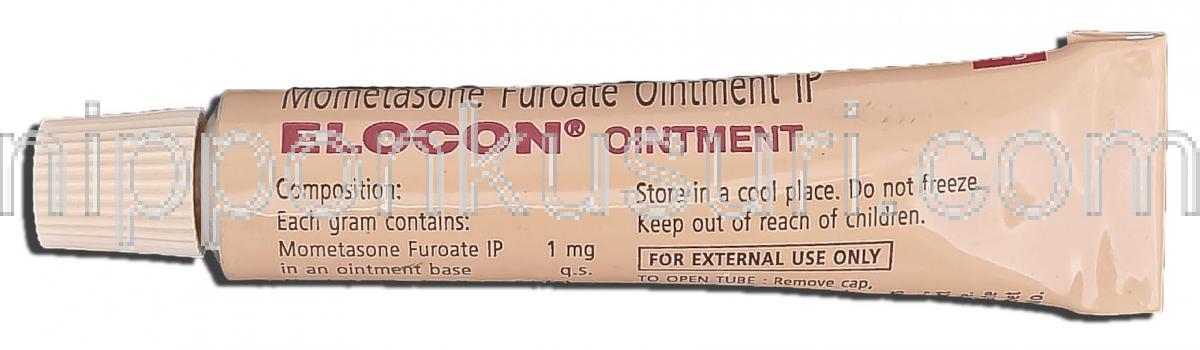 Mometasone Furoate Ointment IP
ELOCON® OINTMENT
Composition:
Each gram contains:
Mometasone Furoate IP 1 mg
in an ointment base q.s.
Store in a cool place. Do not freeze.
Keep out of reach of children.
FOR EXTERNAL USE ONLY
TO OPEN TUBE : Remove cap,
nipponkusuri.com